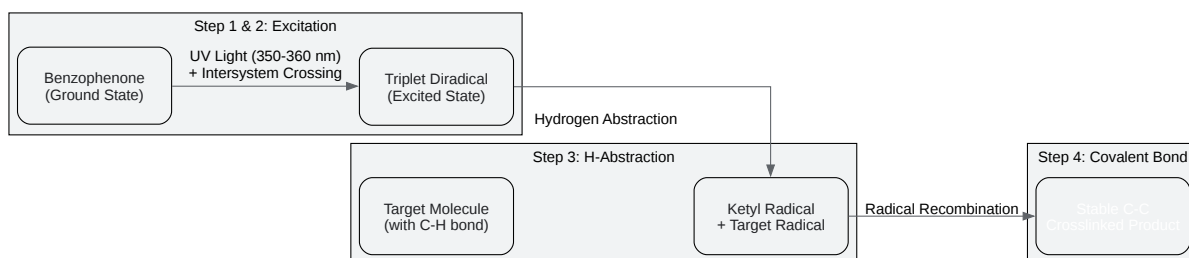 Step 1 & 2: Excitation
Benzophenone
(Ground State)
UV Light (350-360 nm)
+ Intersystem Crossing
Triplet Diradical
(Excited State)
Hydrogen Abstraction
Step 3: H-Abstraction
Target Molecule
(with C-H bond)
Ketyl Radical
+ Target Radical
Radical Recombination
Step 4: Covalent Bond
Stable C-C
Crosslinked Product